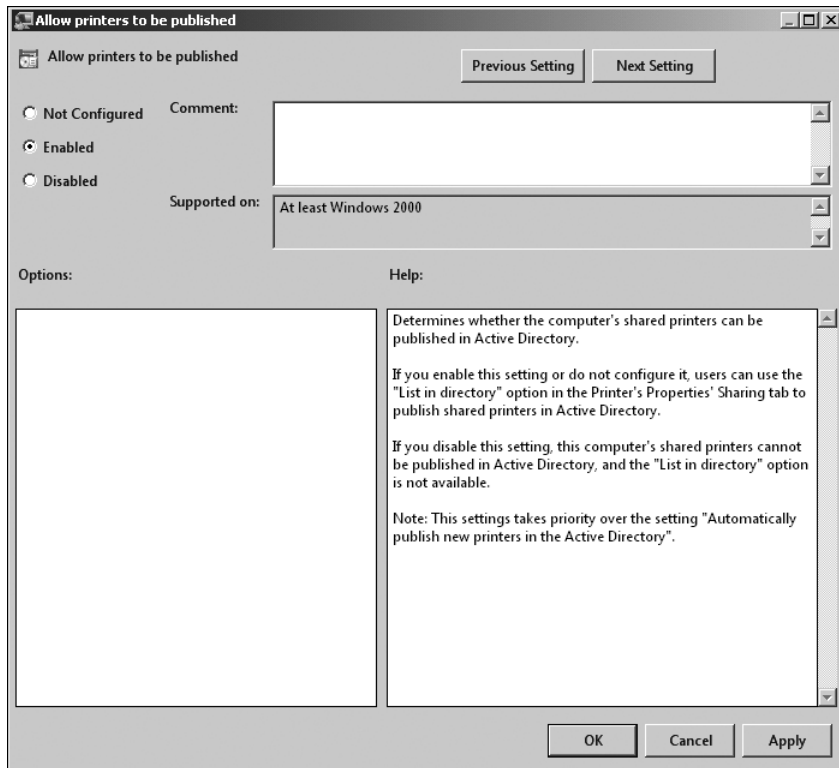 Allow printers to be published
Allow printers to be published
Previous Setting
Next Setting
Not Configured
Comment:
Enabled
Disabled
Supported on:
At least Windows 2000
Options:
Help:
Determines whether the computer's shared printers can be
published in Active Directory.
If you enable this setting or do not configure it, users can use the
"List in directory" option in the Printer's Properties' Sharing tab to
publish shared printers in Active Directory.
If you disable this setting, this computer's shared printers cannot
be published in Active Directory, and the "List in directory" option
is not available.
Note: This settings takes priority over the setting "Automatically
publish new printers in the Active Directory".
OK
Cancel
Apply